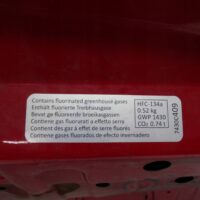 Contains fluorinated greenhouse gases
Enthält fluorierte Treibhausgase
Bevat ge fluoreerde broeikasgassen
Contiene gas fluorurati a effetto serra
Contient des gaz à effet de serre fluorés
Contiene gases fluorados de efecto invernadero
HFC-134a
0.52 kg
GWP 1430
CO₂ 0.74 t
7430C409